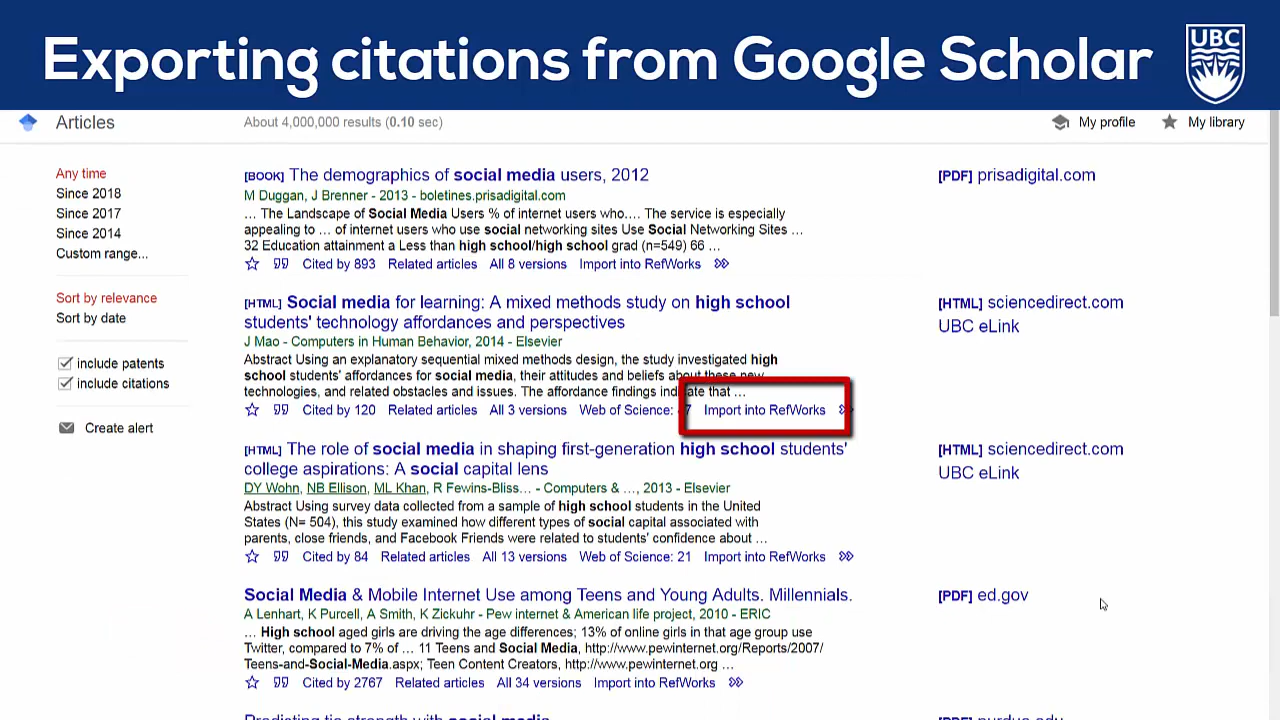 Exporting citations from Google Scholar
UBC
Articles
About 4,000,000 results (0.10 sec)
My profile
My library
Any time
Since 2018
Since 2017
Since 2014
Custom range...
Sort by relevance
Sort by date
include patents
include citations
Create alert
[BOOK] The demographics of social media users, 2012
M Duggan, J Brenner - 2013 - boletines.prisadigital.com
... The Landscape of Social Media Users % of internet users who.... The service is especially
appealing to ... of internet users who use social networking sites Use Social Networking Sites ...
32 Education attainment a Less than high school/high school grad (n=549) 66 ...
Cited by 893 Related articles All 8 versions Import into RefWorks
[PDF] prisadigital.com
[HTML] Social media for learning: A mixed methods study on high school
students' technology affordances and perspectives
J Mao - Computers in Human Behavior, 2014 - Elsevier
Abstract Using an explanatory sequential mixed methods design, the study investigated high
school students' affordances for social media, their attitudes and beliefs about these new
technologies, and related obstacles and issues. The affordance findings indicate that ...
Cited by 120 Related articles All 3 versions Web of Science: Import into RefWorks
[HTML] sciencedirect.com
UBC eLink
[HTML] The role of social media in shaping first-generation high school students'
college aspirations: A social capital lens
DY Wohn, NB Ellison, ML Khan, R Fewins-Bliss... - Computers & ..., 2013 - Elsevier
Abstract Using survey data collected from a sample of high school students in the United
States (N= 504), this study examined how different types of social capital associated with
parents, close friends, and Facebook Friends were related to students' confidence about ...
Cited by 84 Related articles All 13 versions Web of Science: 21 Import into RefWorks
[HTML] sciencedirect.com
UBC eLink
Social Media & Mobile Internet Use among Teens and Young Adults. Millennials.
A Lenhart, K Purcell, A Smith, K Zickuhr - Pew internet & American life project, 2010 - ERIC
... High school aged girls are driving the age differences; 13% of online girls in that age group use
Twitter, compared to 7% of ... 11 Teens and Social Media, http://www.pewinternet.org/Reports/2007/
Teens-and-Social-Media.aspx; Teen Content Creators, http://www.pewinternet.org ...
Cited by 2767 Related articles All 34 versions Import into RefWorks
[PDF] ed.gov
Predicting tie strength with social media
[PDF] purdue.edu